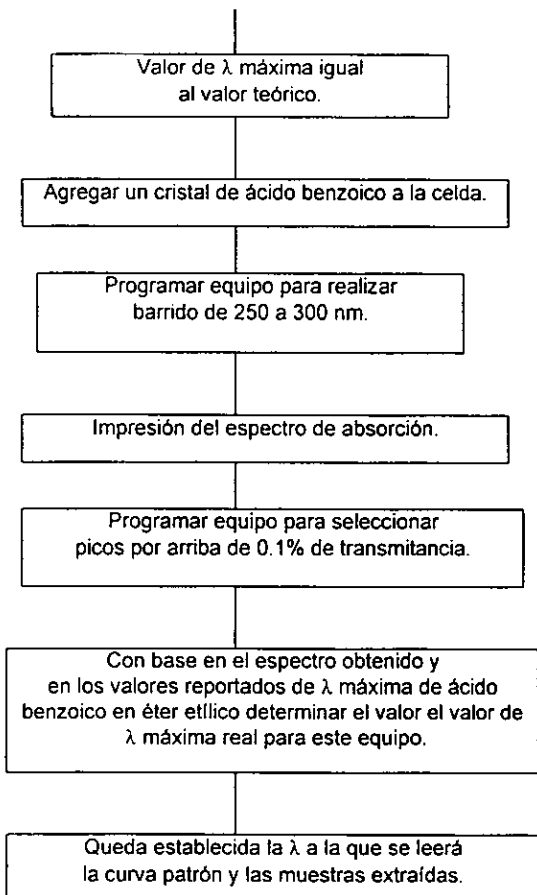 Valor de λ máxima igual
al valor teórico.
Agregar un cristal de ácido benzoico a la celda.
Programar equipo para realizar
barrido de 250 a 300 nm.
Impresión del espectro de absorción.
Programar equipo para seleccionar
picos por arriba de 0.1% de transmitancia.
Con base en el espectro obtenido y
en los valores reportados de λ máxima de ácido
benzoico en éter etílico determinar el valor el valor de
λ máxima real para este equipo.
Queda establecida la λ a la que se leerá
la curva patrón y las muestras extraídas.